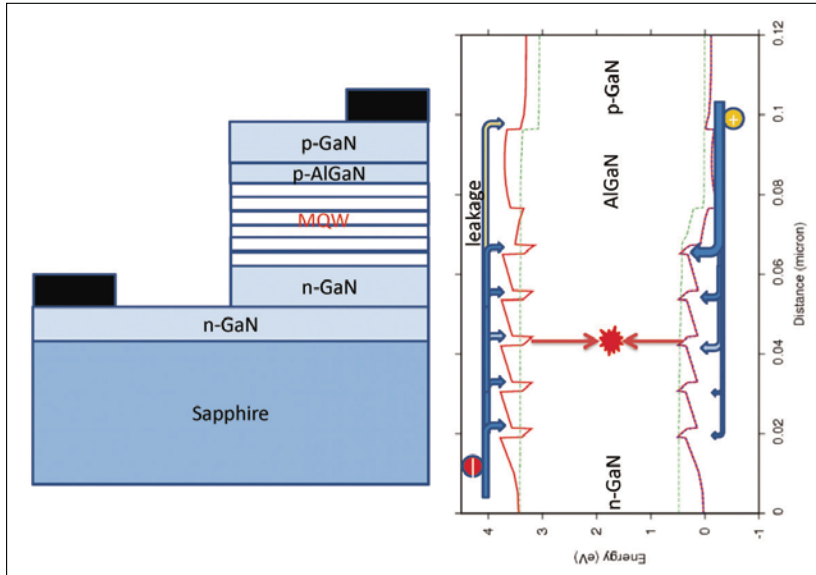 p-GaN
p-AlGaN
MQW
n-GaN
n-GaN
Sapphire
leakage
p-GaN
AlGaN
n-GaN
+
0.12
0.1
0.08
0.06
0.04
0.02
0
Distance (micron)
4
3
2
1
0
-1
Energy (eV)